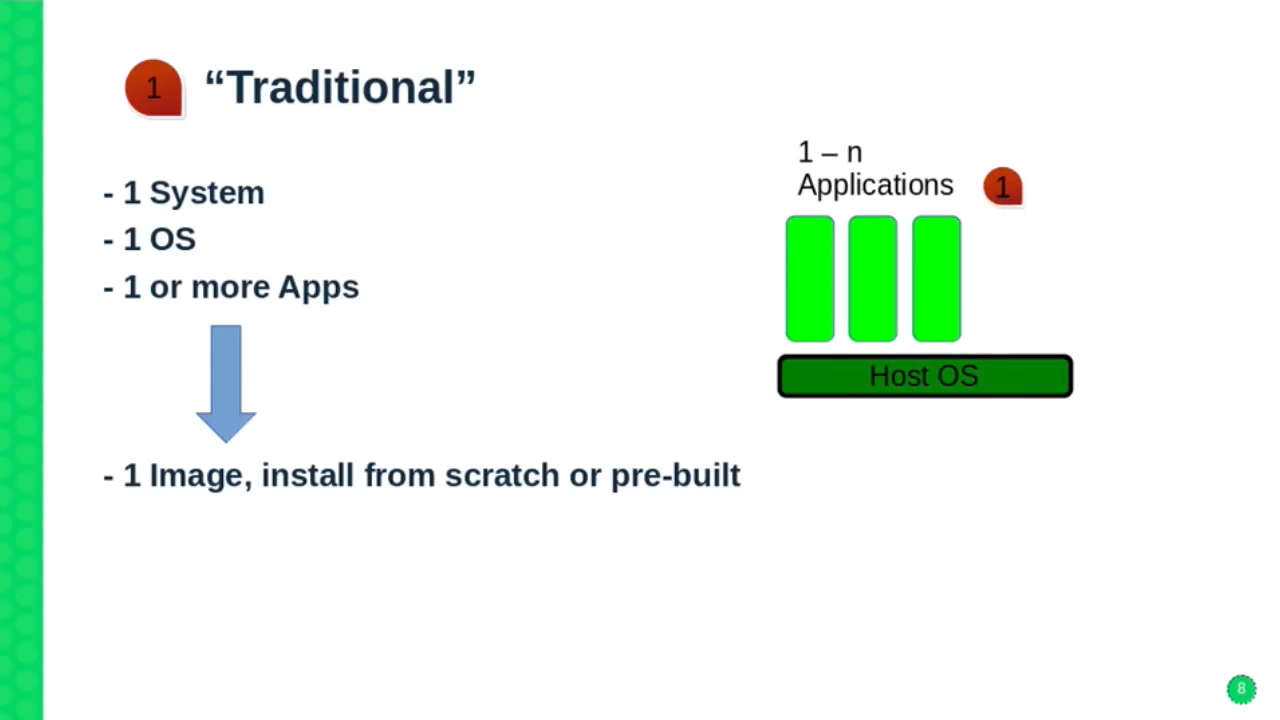 1 “Traditional”
- 1 System
- 1 OS
- 1 or more Apps
- 1 Image, install from scratch or pre-built
1 – n
Applications
1
Host OS
8